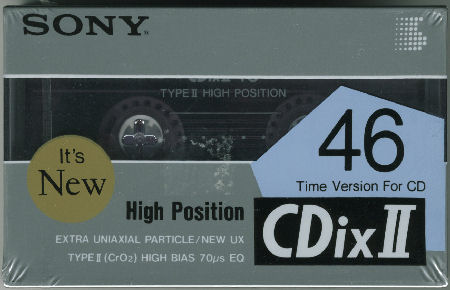 SONY
TYPE II HIGH POSITION
It's
New
46
Time Version For CD
High Position
CDix II
EXTRA UNIAXIAL PARTICLE/NEW UX
TYPE II (CrO2) HIGH BIAS 70µs EQ